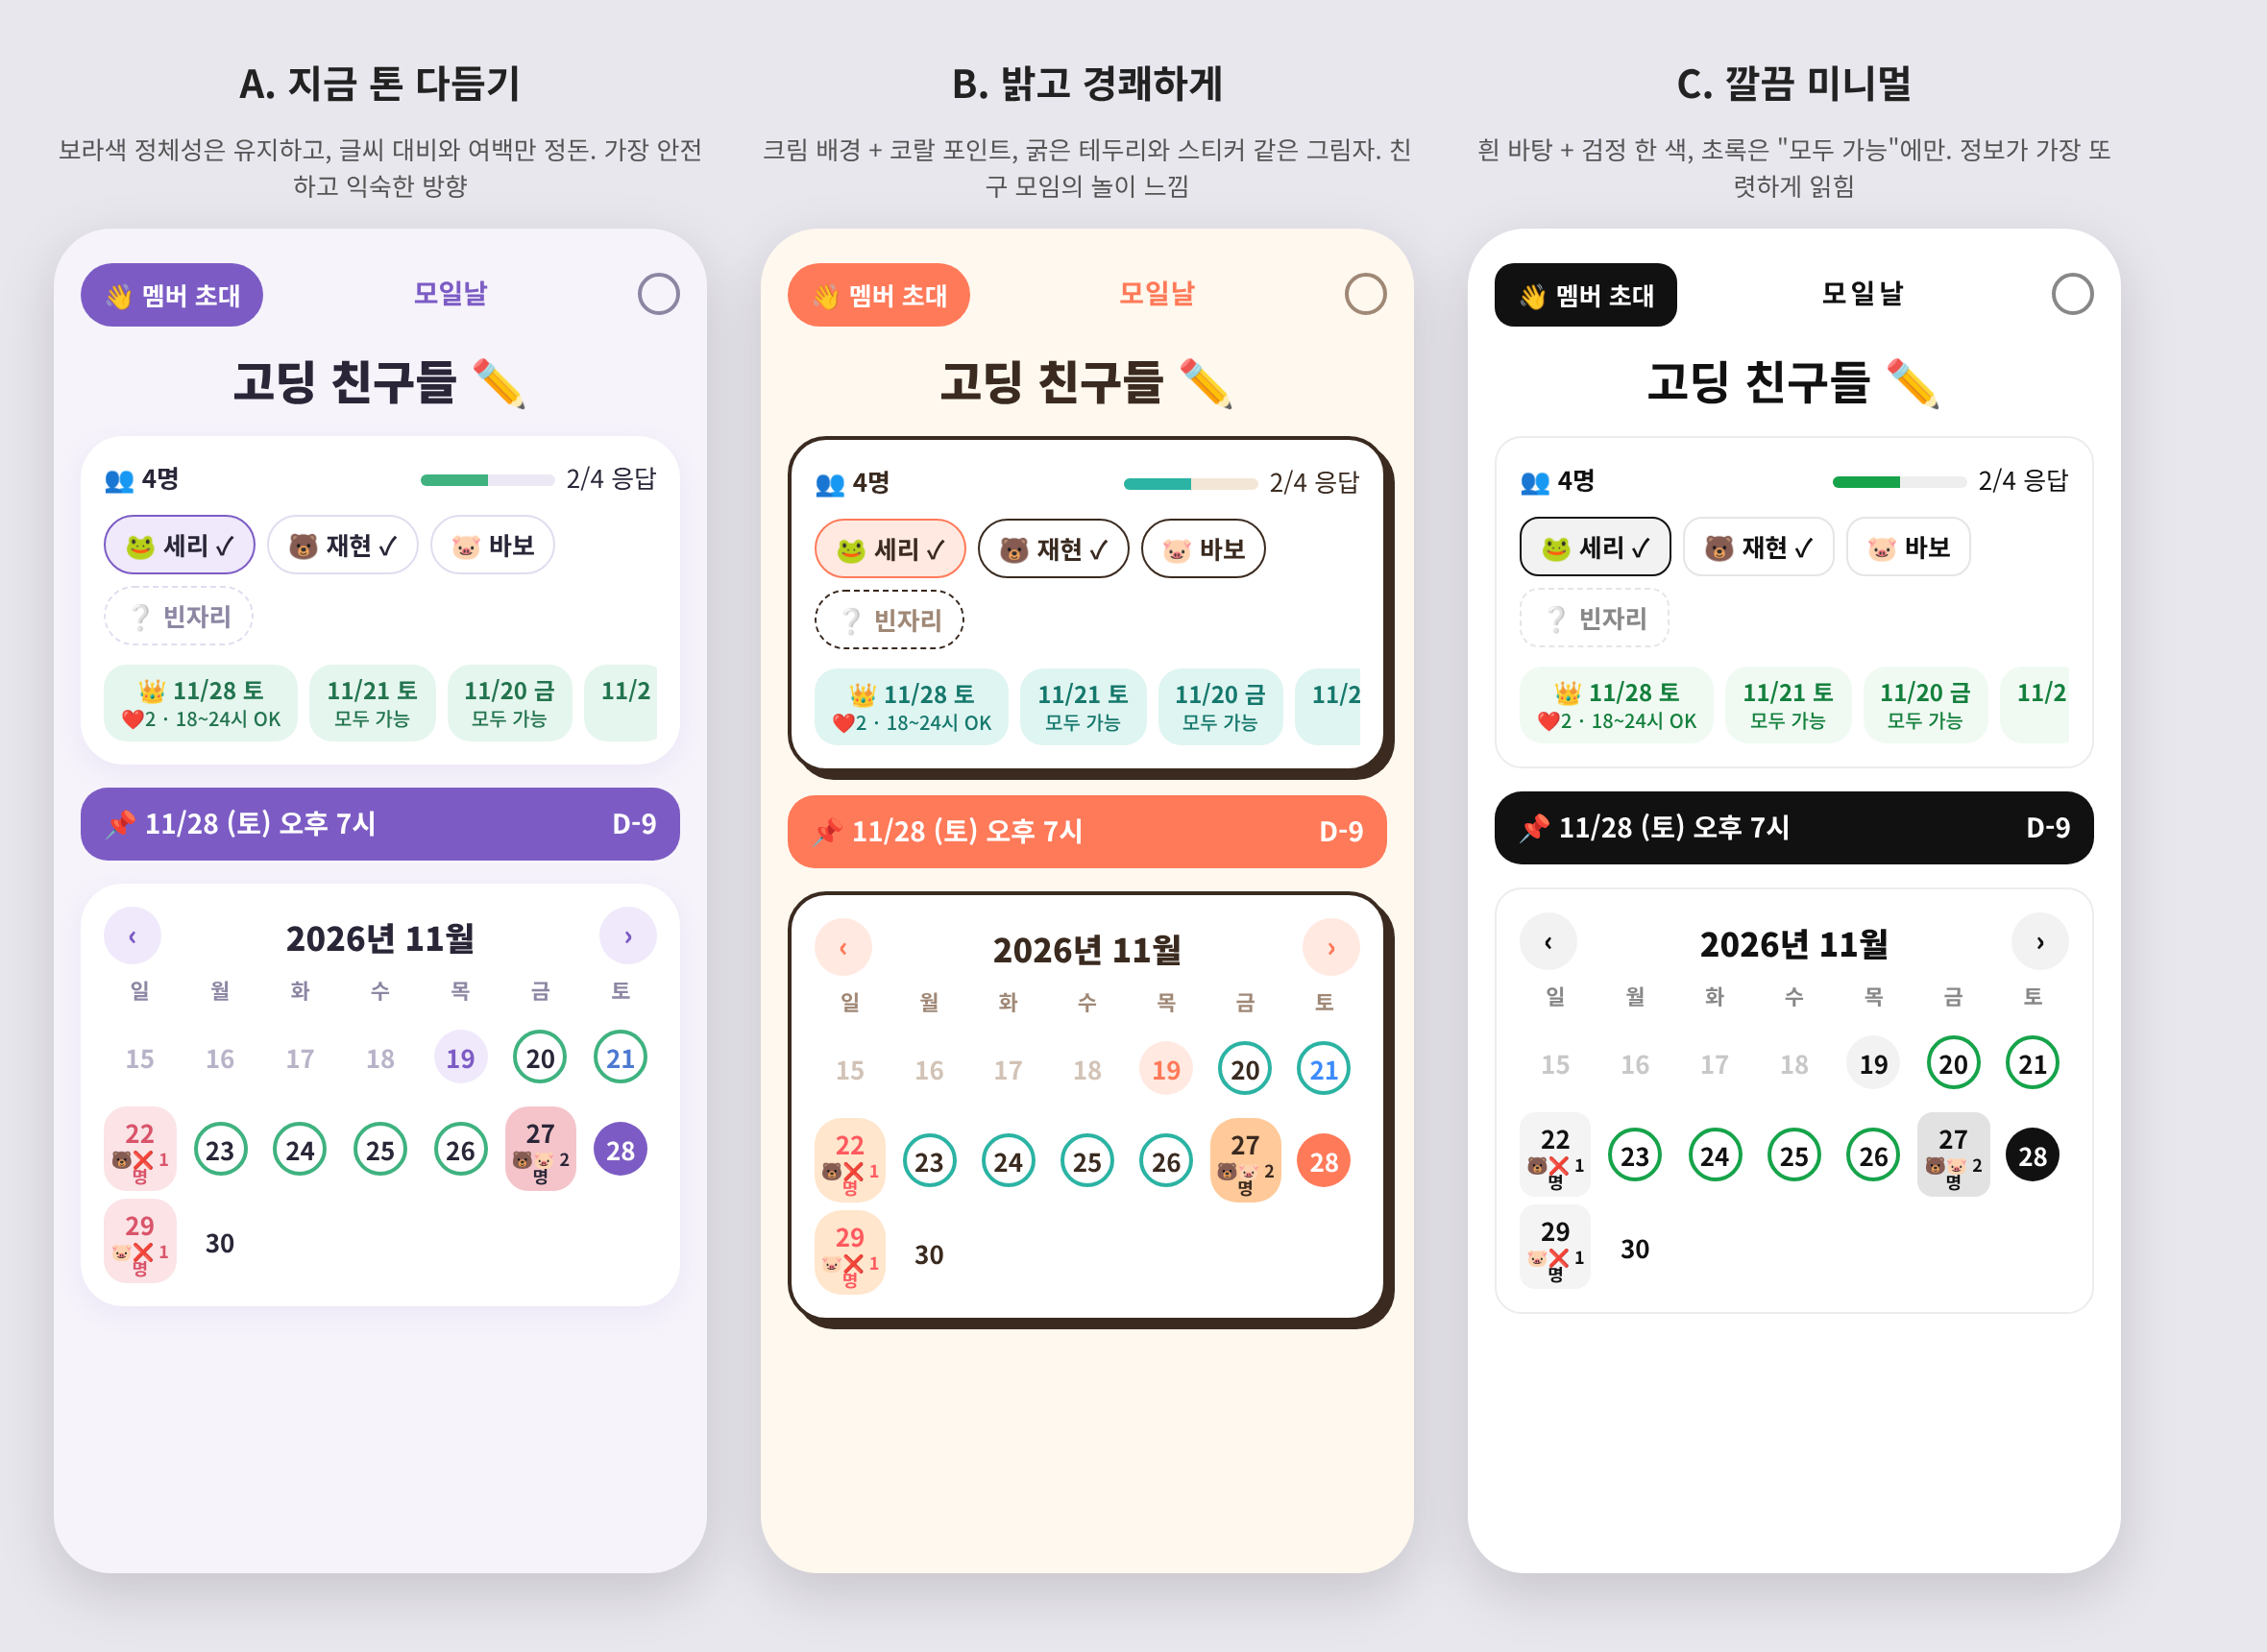 A. 지금 톤 다듬기
보라색 정체성은 유지하고, 글씨 대비와 여백만 정돈. 가장 안전
하고 익숙한 방향
👋 멤버 초대
모일날
고딩 친구들 ✏️
👥 4명
2/4 응답
🐸 세리 ✓
🐻 재현 ✓
🐷 바보
❔ 빈자리
👑 11/28 토
❤️2 · 18~24시 OK
11/21 토
모두 가능
11/20 금
모두 가능
11/2
📌 11/28 (토) 오후 7시
D-9
‹
2026년 11월
›
일 월 화 수 목 금 토
15 16 17 18 19 20 21
22 23 24 25 26 27 28
🐻❌ 1
명
🐻🐷 2
명
29 30
🐷❌ 1
명
B. 밝고 경쾌하게
크림 배경 + 코랄 포인트, 굵은 테두리와 스티커 같은 그림자. 친
구 모임의 놀이 느낌
👋 멤버 초대
모일날
고딩 친구들 ✏️
👥 4명
2/4 응답
🐸 세리 ✓
🐻 재현 ✓
🐷 바보
❔ 빈자리
👑 11/28 토
❤️2 · 18~24시 OK
11/21 토
모두 가능
11/20 금
모두 가능
11/2
📌 11/28 (토) 오후 7시
D-9
‹
2026년 11월
›
일 월 화 수 목 금 토
15 16 17 18 19 20 21
22 23 24 25 26 27 28
🐻❌ 1
명
🐻🐷 2
명
29 30
🐷❌ 1
명
C. 깔끔 미니멀
흰 바탕 + 검정 한 색, 초록은 "모두 가능"에만. 정보가 가장 또
렷하게 읽힘
👋 멤버 초대
모일날
고딩 친구들 ✏️
👥 4명
2/4 응답
🐸 세리 ✓
🐻 재현 ✓
🐷 바보
❔ 빈자리
👑 11/28 토
❤️2 · 18~24시 OK
11/21 토
모두 가능
11/20 금
모두 가능
11/2
📌 11/28 (토) 오후 7시
D-9
‹
2026년 11월
›
일 월 화 수 목 금 토
15 16 17 18 19 20 21
22 23 24 25 26 27 28
🐻❌ 1
명
🐻🐷 2
명
29 30
🐷❌ 1
명